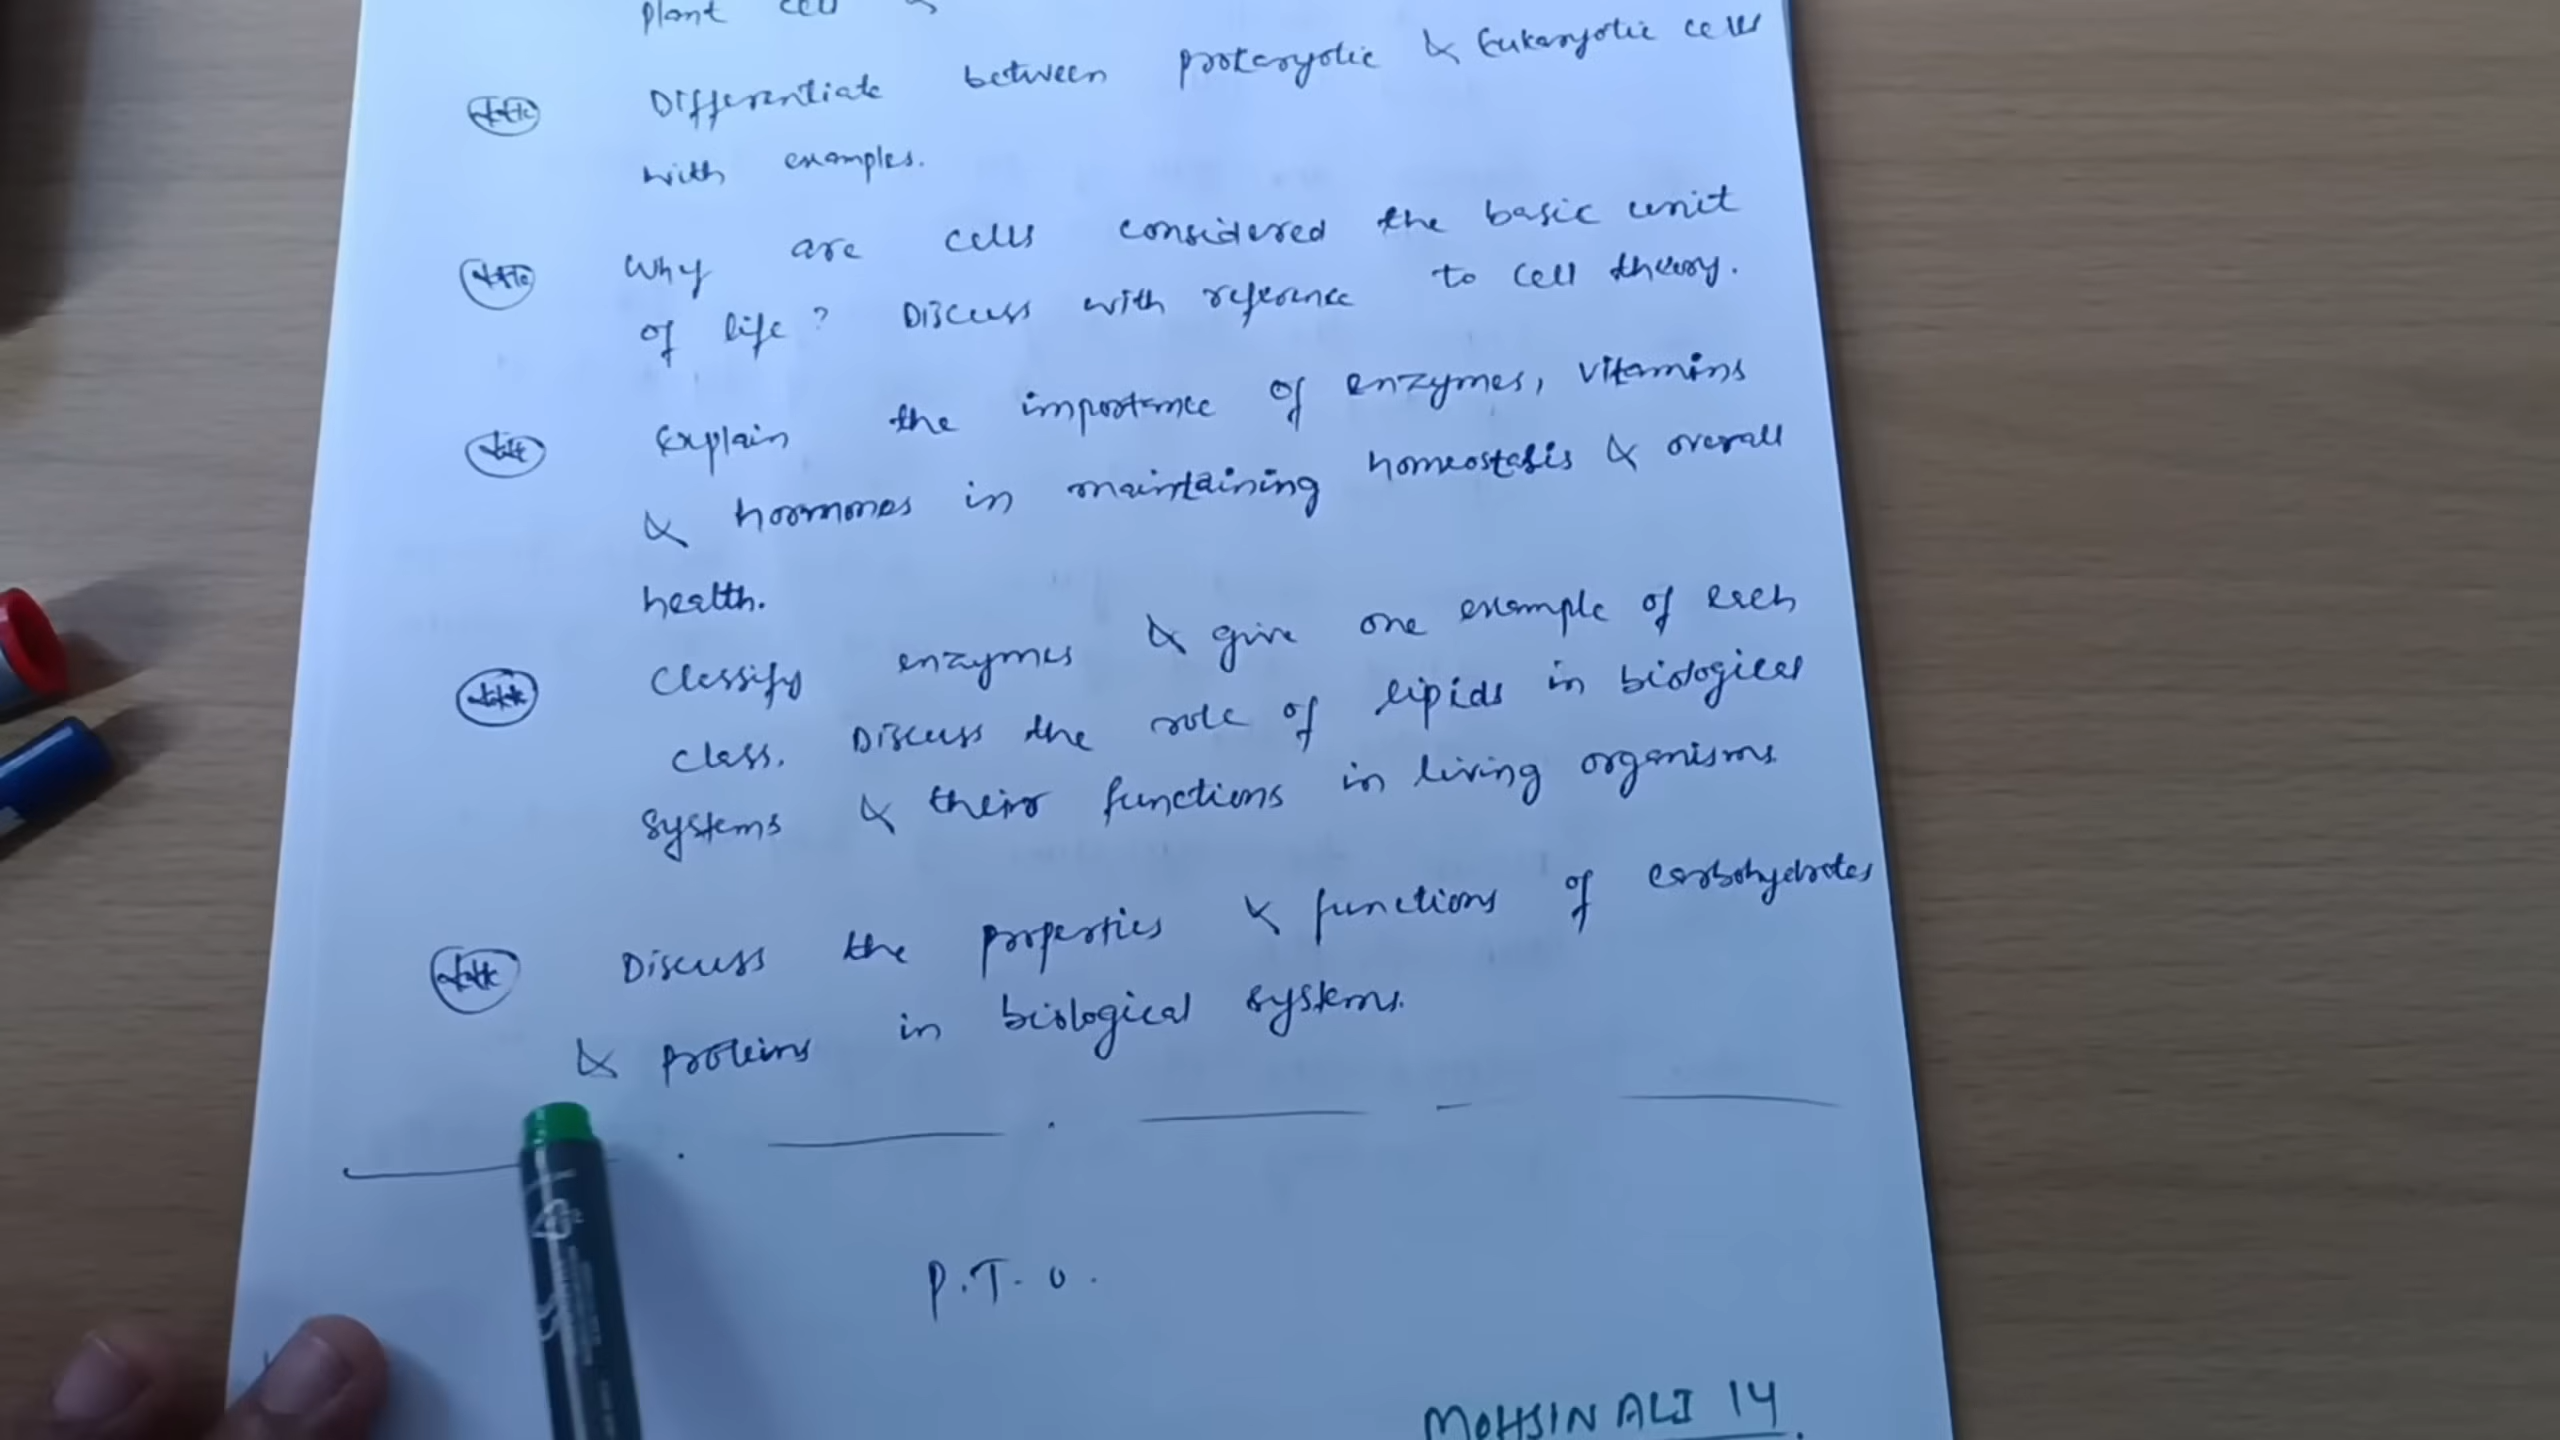 plant cell
Differentiate between prokaryotic & Eukaryotic cells
with examples.
Why are cells considered the basic unit
of life? Discuss with reference to cell theory.
Explain the importance of enzymes, vitamins
& hormones in maintaining homeostasis & overall
health.
Classify enzymes & give one example of each
class. Discuss the role of lipids in biological
systems & their functions in living organisms.
Discuss the properties & functions of carbohydrates
& proteins in biological systems.
P.T.O.
MOHSIN ALI 14